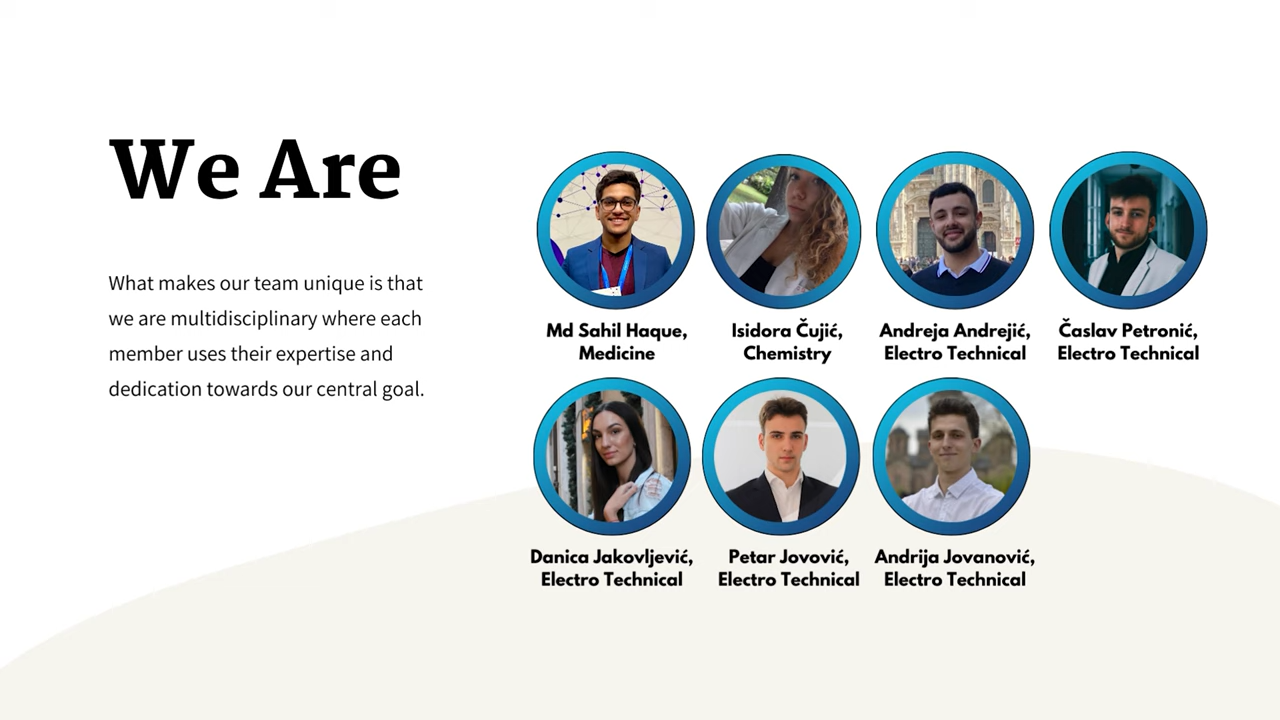 We Are
What makes our team unique is that
we are multidisciplinary where each
member uses their expertise and
dedication towards our central goal.
Md Sahil Haque,
Medicine
Isidora Čujić,
Chemistry
Andreja Andrejić,
Electro Technical
Časlav Petronić,
Electro Technical
Danica Jakovljević,
Electro Technical
Petar Jovović,
Electro Technical
Andrija Jovanović,
Electro Technical